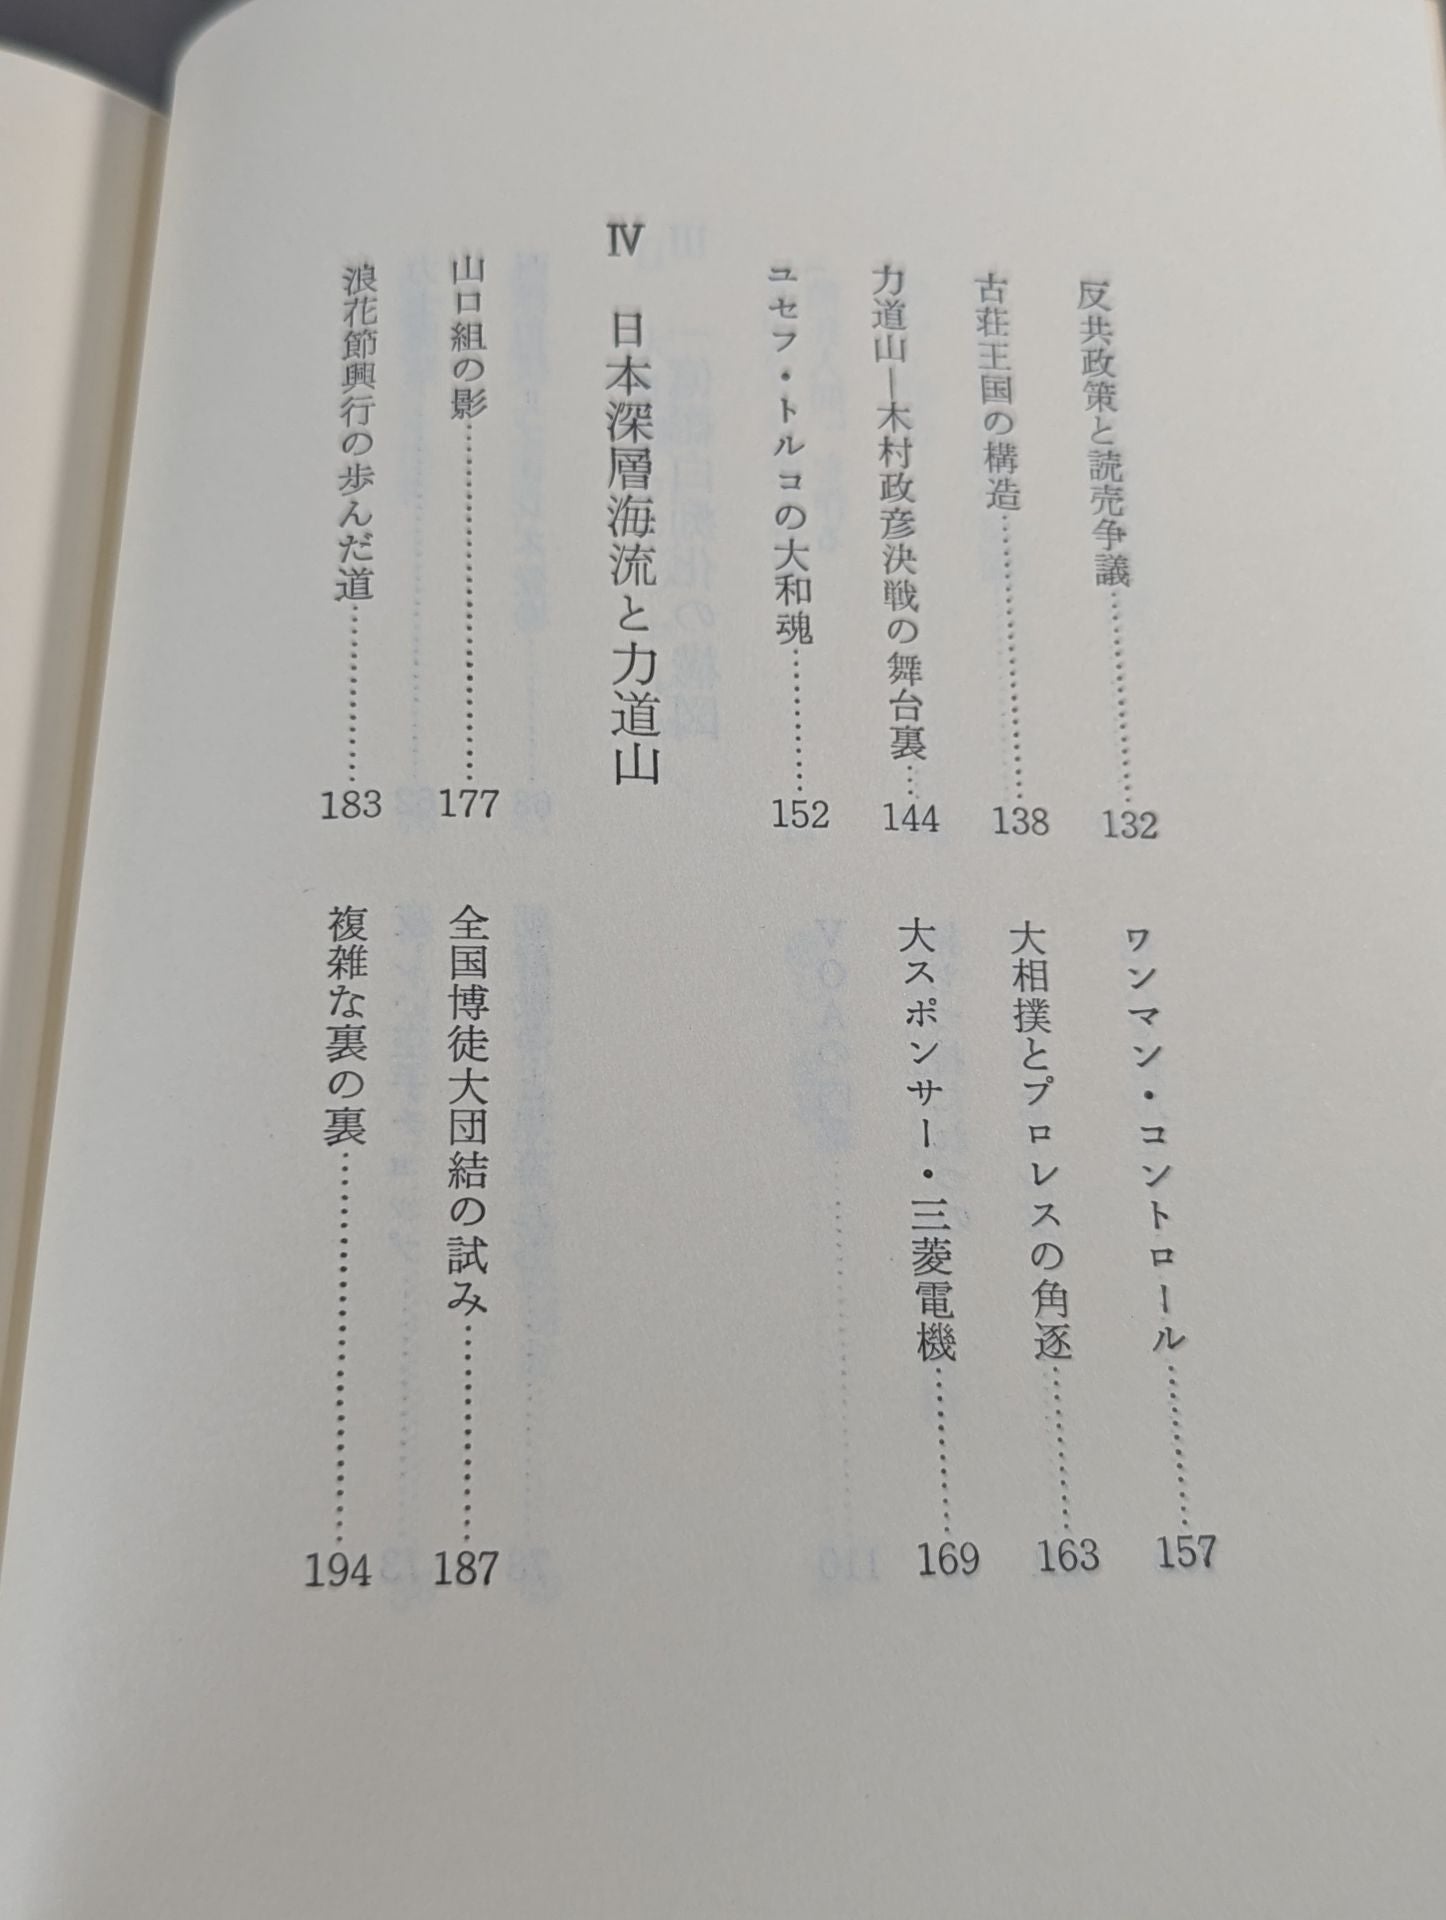 反共政策と読売争議……132
古荘王国の構造……138
力道山―木村政彦決戦の舞台裏…144
ユセフ・トルコの大和魂……152
ワンマン・コントロール……157
大相撲とプロレスの角逐……163
大スポンサー・三菱電機……169
Ⅳ 日本深層海流と力道山
山口組の影……177
浪花節興行の歩んだ道……183
全国博徒大団結の試み……187
複雑な裏の裏……194